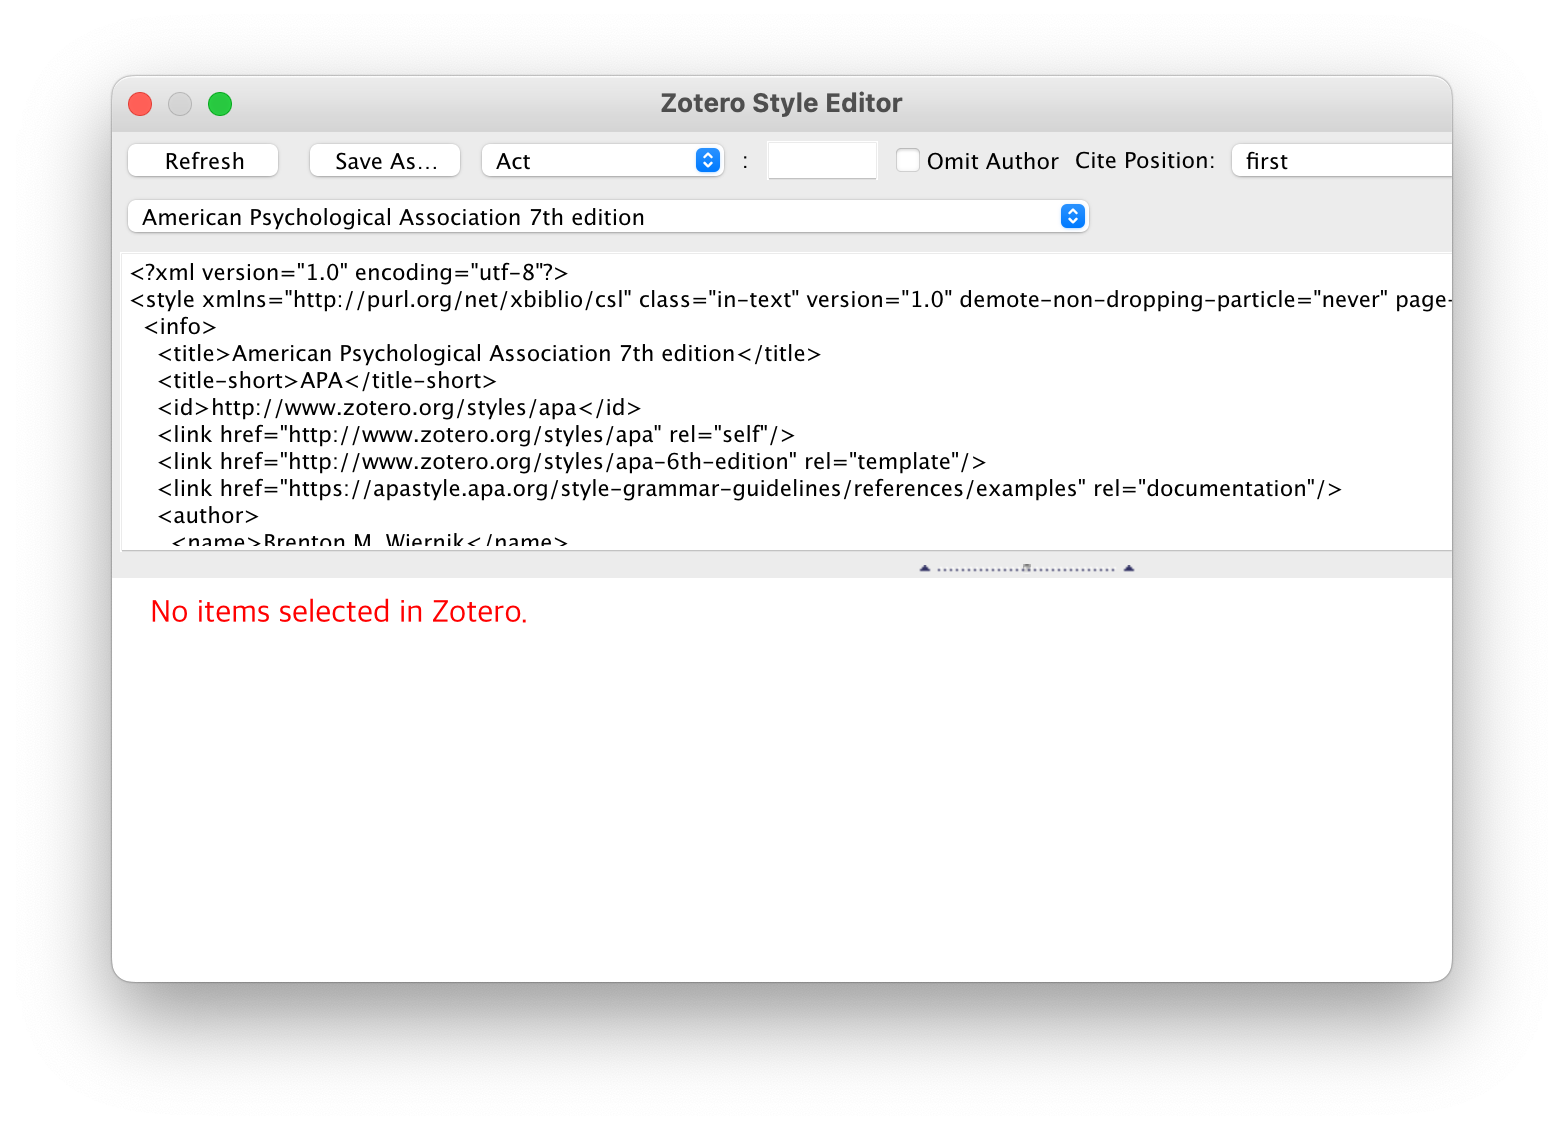 Zotero Style Editor
Refresh Save As... Act : Omit Author Cite Position: first
American Psychological Association 7th edition
<?xml version="1.0" encoding="utf-8"?>
<style xmlns="http://purl.org/net/xbiblio/csl" class="in-text" version="1.0" demote-non-dropping-particle="never" page-
<info>
<title>American Psychological Association 7th edition</title>
<title-short>APA</title-short>
<id>http://www.zotero.org/styles/apa</id>
<link href="http://www.zotero.org/styles/apa" rel="self"/>
<link href="http://www.zotero.org/styles/apa-6th-edition" rel="template"/>
<link href="https://apastyle.apa.org/style-grammar-guidelines/references/examples" rel="documentation"/>
<author>
<name>Brenton M. Wiernik</name>
No items selected in Zotero.